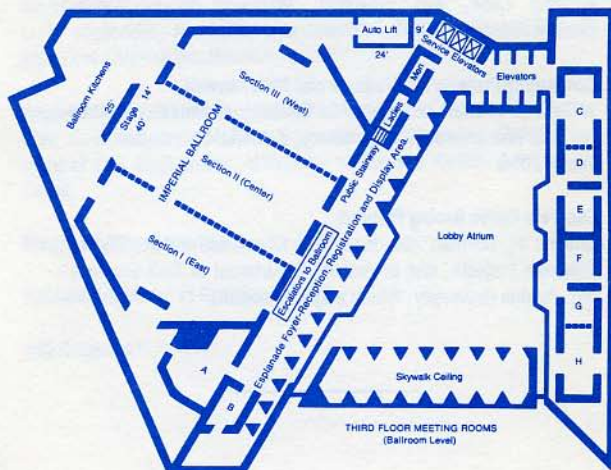 Auto Lift
9'
24'
Service Elevators
Elevators
Men
Ladies
Public Stairway
Ballroom Kitchens
25'
Stage
14'
40'
IMPERIAL BALLROOM
Section III (West)
Section II (Center)
Section I (East)
Escalators to Ballroom
Esplanade Foyer-Reception, Registration and Display Area
Lobby Atrium
A
B
C
D
E
F
G
H
Skywalk Ceiling
THIRD FLOOR MEETING ROOMS
(Ballroom Level)